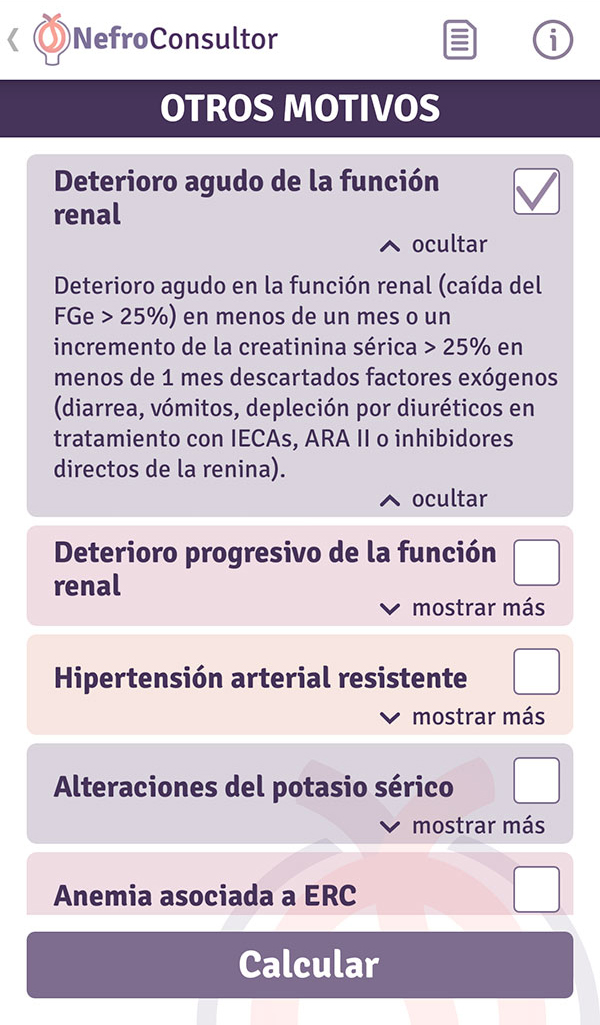 NefroConsultor
OTROS MOTIVOS
Deterioro agudo de la función
renal
ocultar
Deterioro agudo en la función renal (caída del
FGe > 25%) en menos de un mes o un
incremento de la creatinina sérica > 25% en
menos de 1 mes descartados factores exógenos
(diarrea, vómitos, depleción por diuréticos en
tratamiento con IECAs, ARA II o inhibidores
directos de la renina).
ocultar
Deterioro progresivo de la función
renal
mostrar más
Hipertensión arterial resistente
mostrar más
Alteraciones del potasio sérico
mostrar más
Anemia asociada a ERC
Calcular